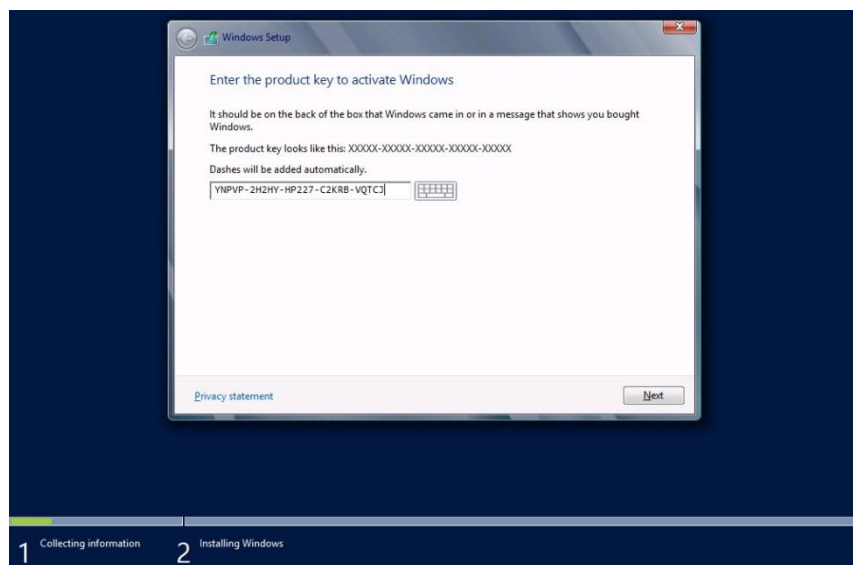 Windows Setup
Enter the product key to activate Windows
It should be on the back of the box that Windows came in or in a message that shows you bought
Windows.
The product key looks like this: XXXXX-XXXXX-XXXXX-XXXXX-XXXXX
Dashes will be added automatically.
YNPVP-2H2HY-HP227-C2KRB-VQTCJ
Privacy statement
Next
1 Collecting information 2 Installing Windows